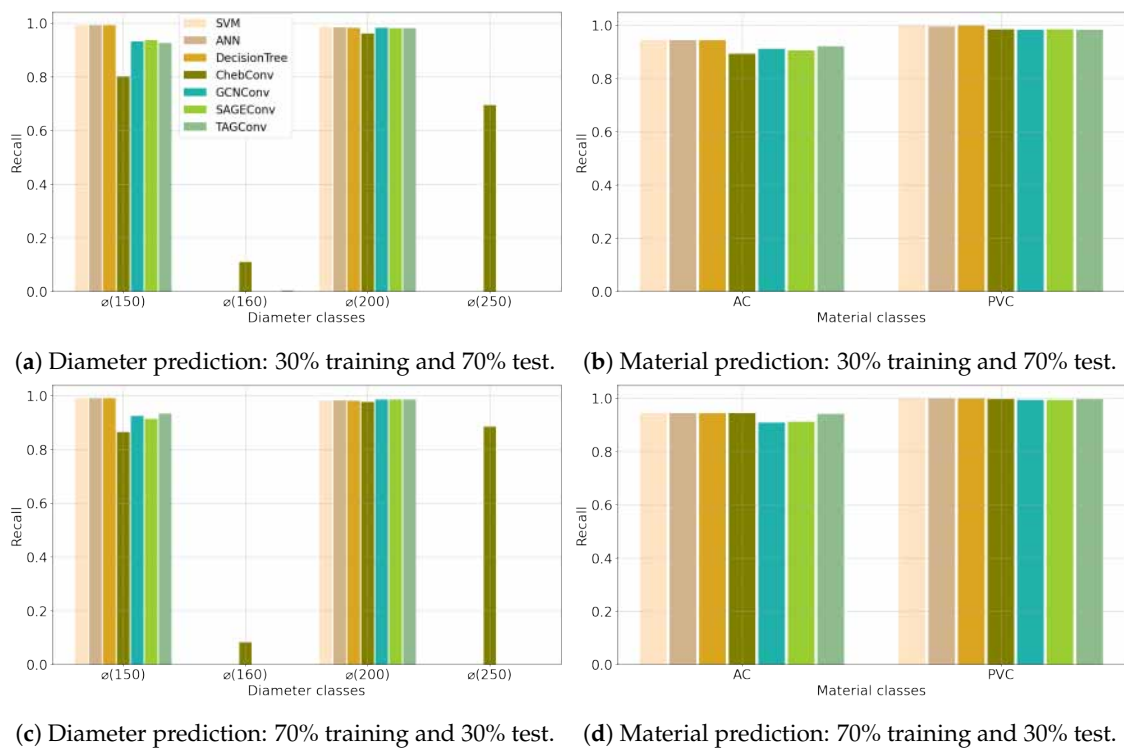 1.0
0.8
0.6
0.4
0.2
0.0
Recall
SVM
ANN
DecisionTree
ChebConv
GCNConv
SAGEConv
TAGConv
⌀(150) ⌀(160) ⌀(200) ⌀(250)
Diameter classes
1.0
0.8
0.6
0.4
0.2
0.0
Recall
AC PVC
Material classes
(a) Diameter prediction: 30% training and 70% test.
(b) Material prediction: 30% training and 70% test.
1.0
0.8
0.6
0.4
0.2
0.0
Recall
⌀(150) ⌀(160) ⌀(200) ⌀(250)
Diameter classes
1.0
0.8
0.6
0.4
0.2
0.0
Recall
AC PVC
Material classes
(c) Diameter prediction: 70% training and 30% test.
(d) Material prediction: 70% training and 30% test.